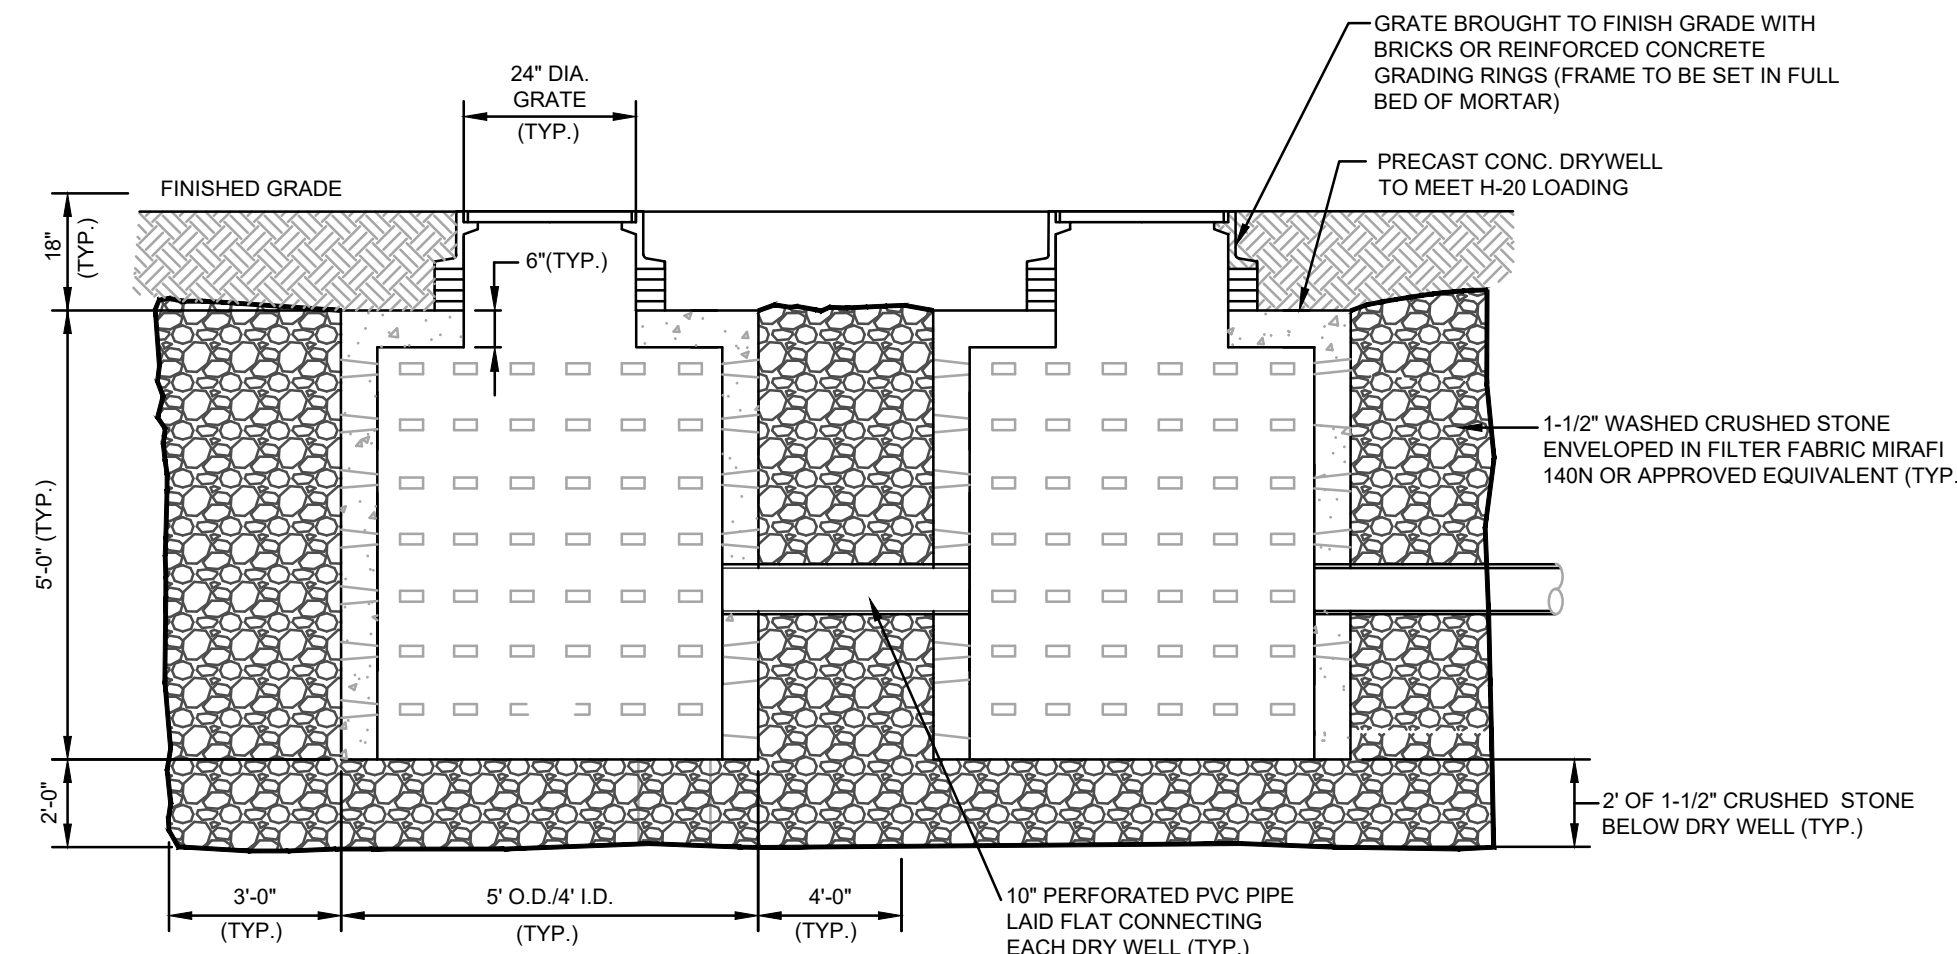 GRATE BROUGHT TO FINISH GRADE WITH
BRICKS OR REINFORCED CONCRETE
GRADING RINGS (FRAME TO BE SET IN FULL
BED OF MORTAR)
24" DIA.
GRATE
(TYP.)
PRECAST CONC. DRYWELL
TO MEET H-20 LOADING
FINISHED GRADE
18"
(TYP.)
6"(TYP.)
1-1/2" WASHED CRUSHED STONE
ENVELOPED IN FILTER FABRIC MIRAFI
140N OR APPROVED EQUIVALENT (TYP.
5'-0" (TYP.)
2'-0"
2' OF 1-1/2" CRUSHED STONE
BELOW DRY WELL (TYP.)
3'-0"
(TYP.)
5' O.D./4' I.D.
(TYP.)
4'-0"
(TYP.)
10" PERFORATED PVC PIPE
LAID FLAT CONNECTING
EACH DRY WELL (TYP.)